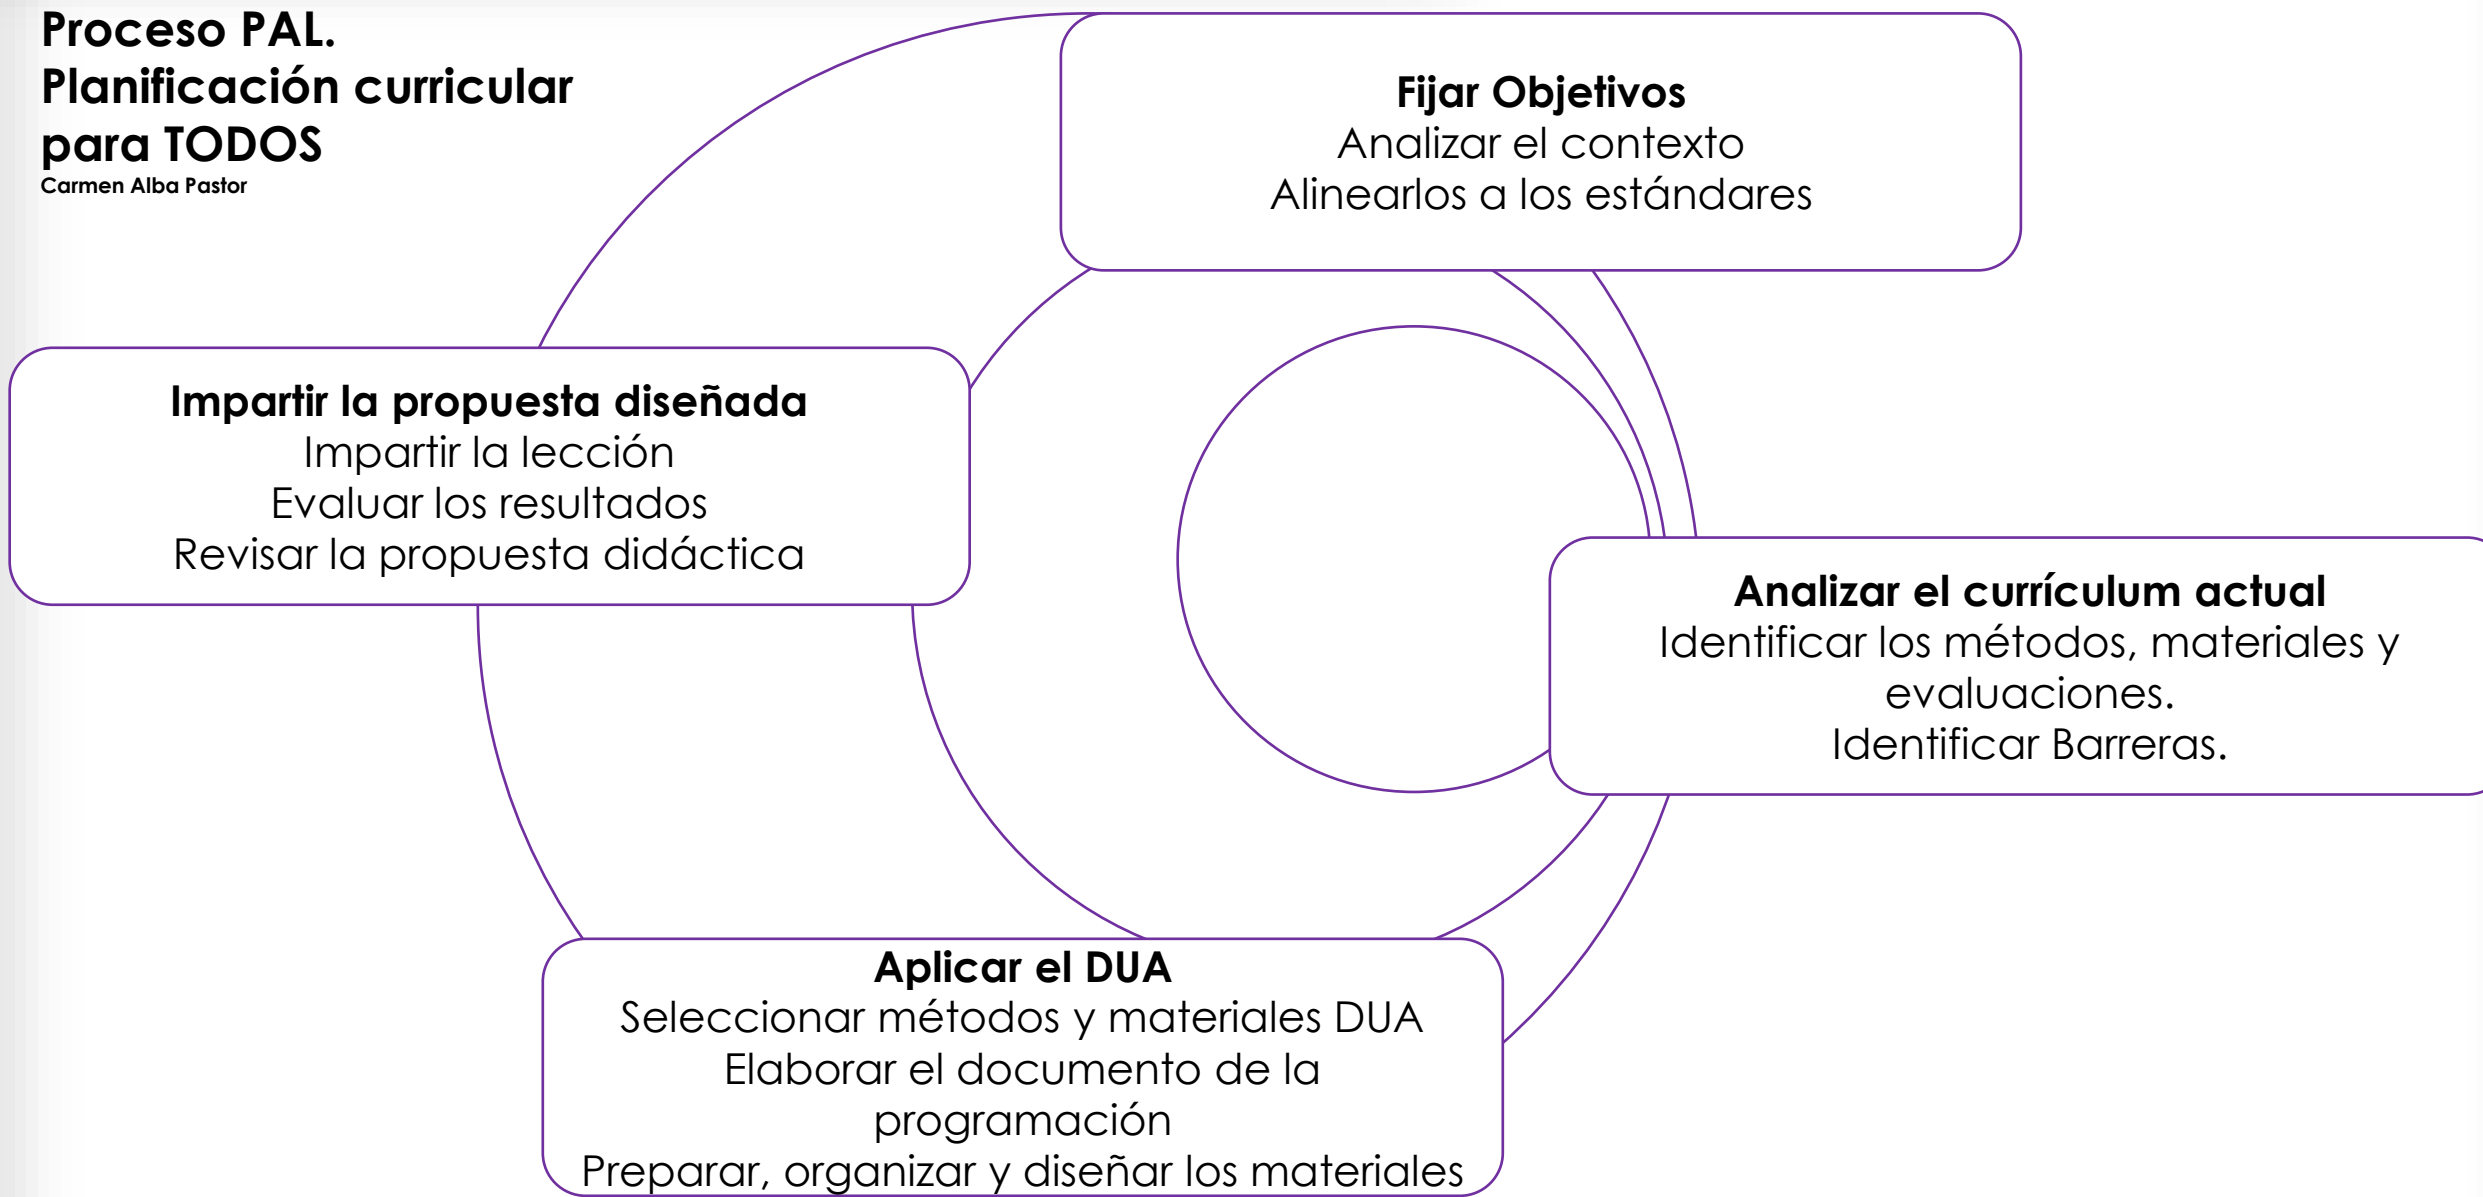 Proceso PAL.
Planificación curricular
para TODOS
Carmen Alba Pastor
Fijar Objetivos
Analizar el contexto
Alinearlos a los estándares
Impartir la propuesta diseñada
Impartir la lección
Evaluar los resultados
Revisar la propuesta didáctica
Analizar el currículum actual
Identificar los métodos, materiales y
evaluaciones.
Identificar Barreras.
Aplicar el DUA
Seleccionar métodos y materiales DUA
Elaborar el documento de la
programación
Preparar, organizar y diseñar los materiales